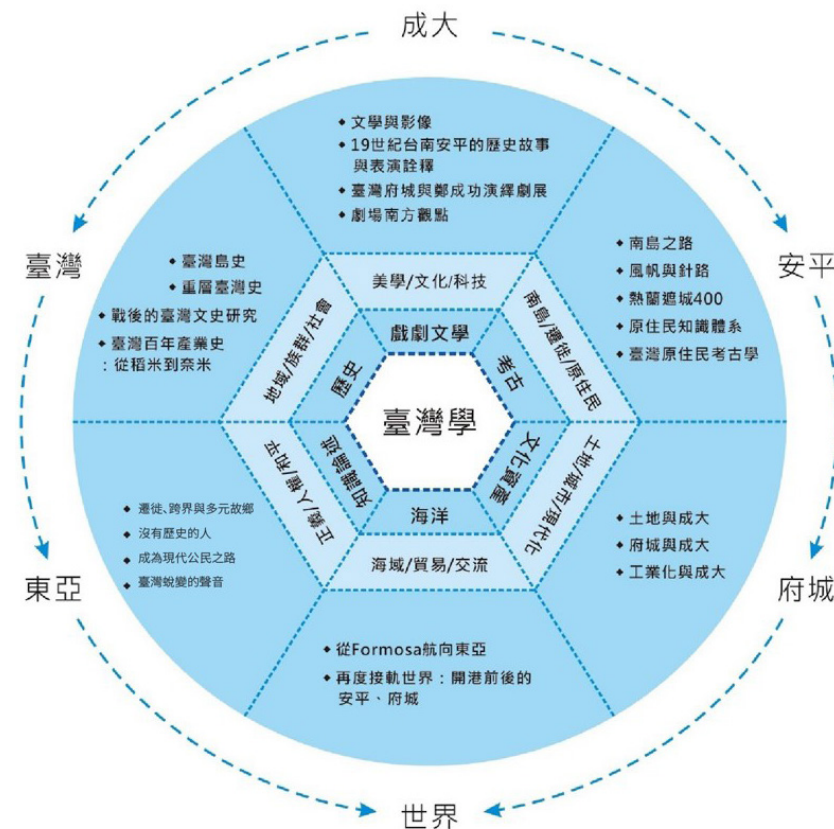 成大
◆ 文學與影像
◆ 19世紀台南安平的歷史故事
與表演詮釋
◆ 臺灣府城與鄭成功演繹劇展
◆ 劇場南方觀點
美學/文化/科技
戲劇文學
安平
◆ 南島之路
◆ 風帆與針路
◆ 熱蘭遮城400
◆ 原住民知識體系
◆ 臺灣原住民考古學
南島/遷徙/原住民
考古
府城
◆ 土地與成大
◆ 府城與成大
◆ 工業化與成大
土地/城市/現代化
文化資產
世界
海洋
海域/貿易/交流
◆ 從Formosa航向東亞
◆ 再度接軌世界：開港前後的
安平、府城
東亞
◆ 遷徙、跨界與多元故鄉
◆ 沒有歷史的人
◆ 成為現代公民之路
◆ 臺灣蛻變的聲音
正義/人權/和平
知識論述
臺灣
◆ 臺灣島史
◆ 重層臺灣史
◆ 戰後的臺灣文史研究
◆ 臺灣百年產業史
：從稻米到奈米
地域/族群/社會
歷史
臺灣學